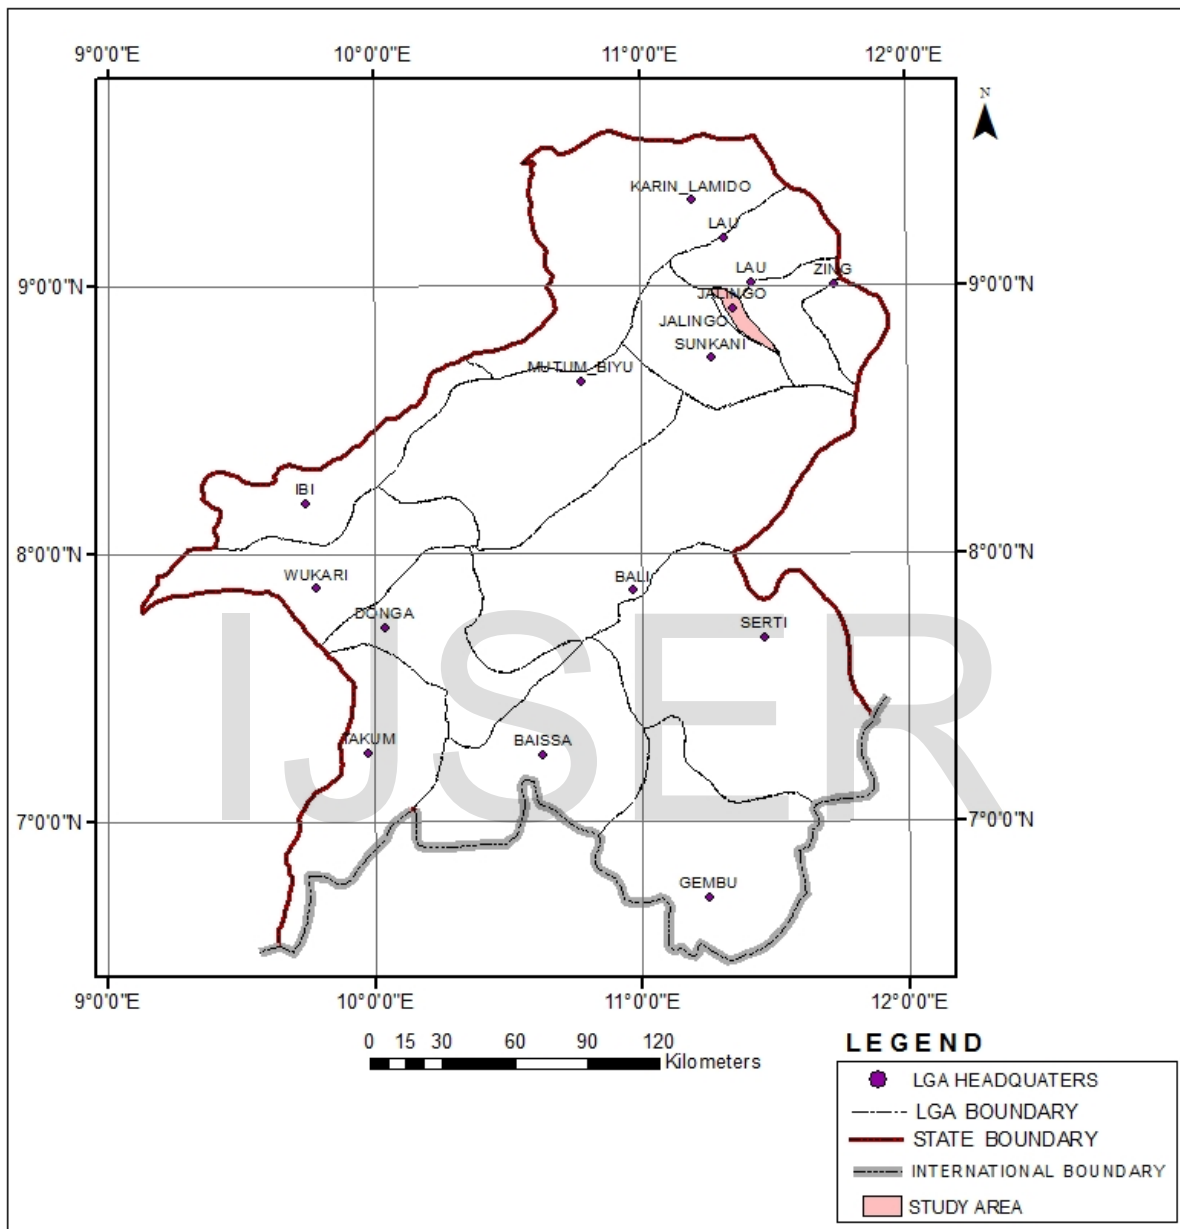 9°0'0"E 10°0'0"E 11°0'0"E 12°0'0"E
N
KARIN_LAMIDO
LAU
LAU
ZING
9°0'0"N 9°0'0"N
JALINGO
JALINGO
SUNKANI
MUTUM_BIYU
IBI
8°0'0"N 8°0'0"N
WUKARI
BALI
DONGA
SERTI
IJSER
TAKUM
BAISSA
7°0'0"N 7°0'0"N
GEMBU
9°0'0"E 10°0'0"E 11°0'0"E 12°0'0"E
0 15 30 60 90 120
Kilometers
LEGEND
LGA HEADQUATERS
LGA BOUNDARY
STATE BOUNDARY
INTERNATIONAL BOUNDARY
STUDY AREA